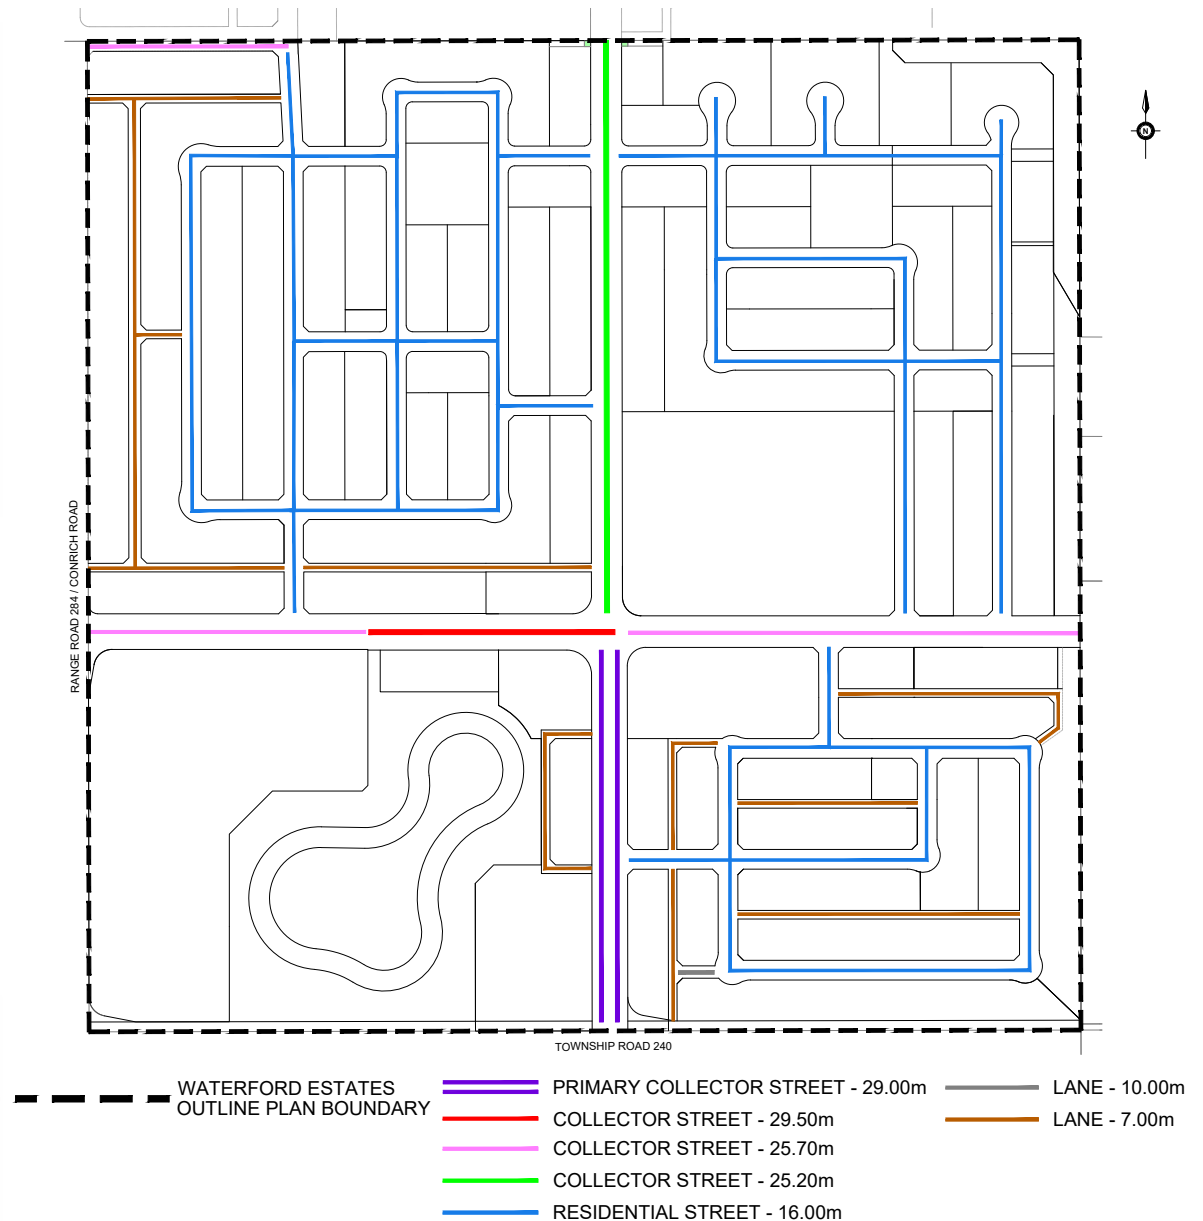 N
RANGE ROAD 284 / CONRICH ROAD
TOWNSHIP ROAD 240
WATERFORD ESTATES
OUTLINE PLAN BOUNDARY
PRIMARY COLLECTOR STREET - 29.00m
COLLECTOR STREET - 29.50m
COLLECTOR STREET - 25.70m
COLLECTOR STREET - 25.20m
RESIDENTIAL STREET - 16.00m
LANE - 10.00m
LANE - 7.00m